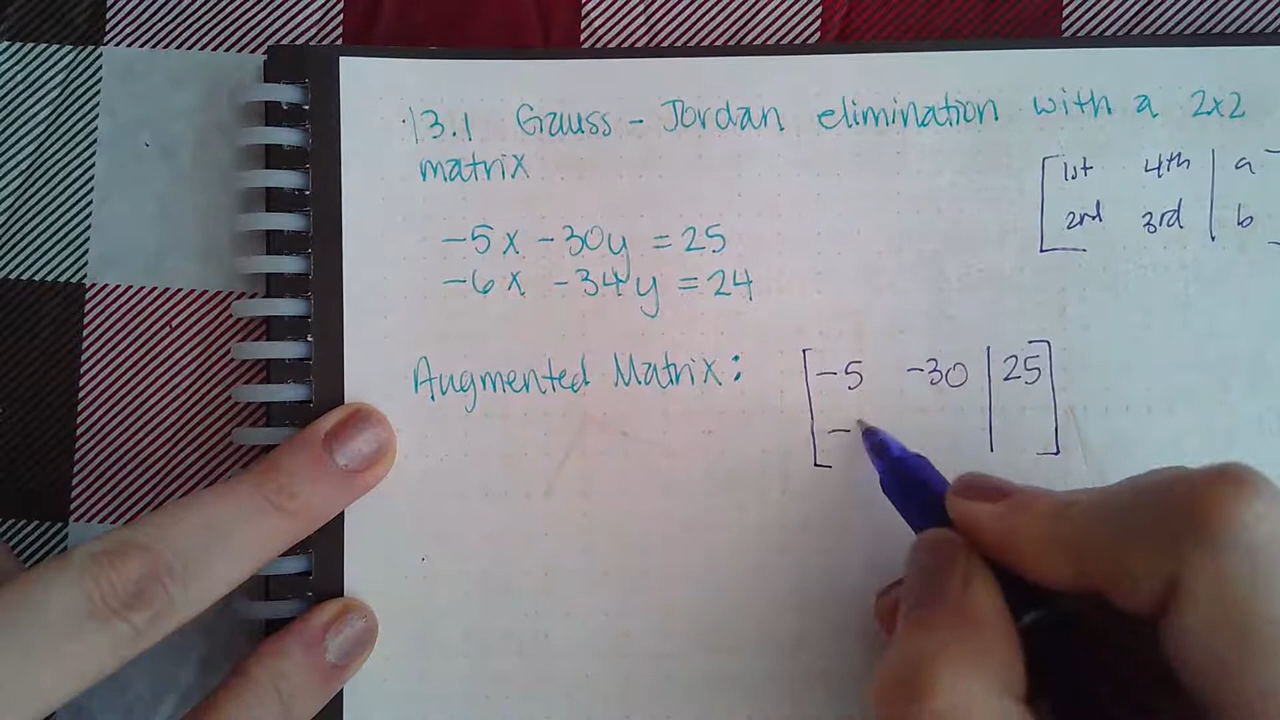 13.1 Gauss-Jordan elimination with a 2x2
matrix
[1st 4th | a
2nd 3rd | b
-5x -30y = 25
-6x -34y = 24
Augmented Matrix: [-5 -30 | 25]
-